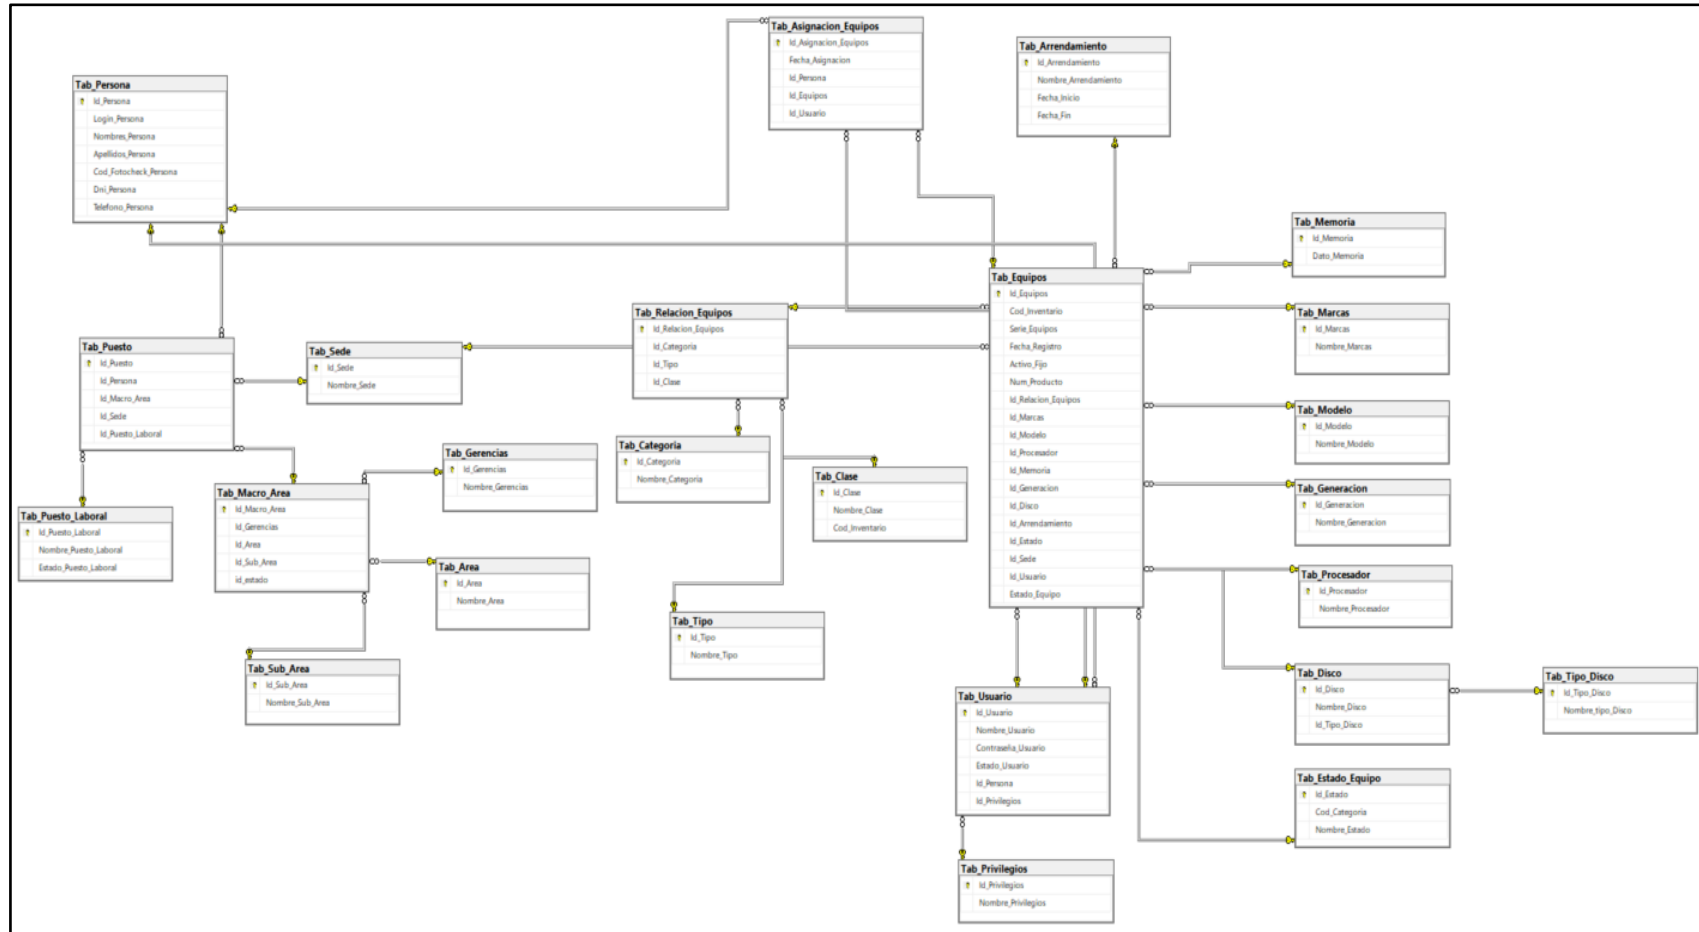 Tab_Asignacion_Equipos
Id_Asignacion_Equipos
Fecha_Asignacion
Id_Persona
Id_Equipos
Id_Usuario
Tab_Arrendamiento
Id_Arrendamiento
Nombre_Arrendamiento
Fecha_Inicio
Fecha_Fin
Tab_Persona
Id_Persona
Login_Persona
Nombres_Persona
Apellidos_Persona
Cod_Fotocheck_Persona
Dni_Persona
Telefono_Persona
Tab_Memoria
Id_Memoria
Dato_Memoria
Tab_Equipos
Id_Equipos
Cod_Inventario
Serie_Equipos
Fecha_Registro
Activo_Fijo
Num_Producto
Id_Relacion_Equipos
Id_Marcas
Id_Modelo
Id_Procesador
Id_Memoria
Id_Generacion
Id_Disco
Id_Arrendamiento
Id_Estado
Id_Sede
Id_Usuario
Estado_Equipo
Tab_Relacion_Equipos
Id_Relacion_Equipos
Id_Categoria
Id_Tipo
Id_Clase
Tab_Marcas
Id_Marcas
Nombre_Marcas
Tab_Puesto
Id_Puesto
Id_Persona
Id_Macro_Area
Id_Sede
Id_Puesto_Laboral
Tab_Sede
Id_Sede
Nombre_Sede
Tab_Modelo
Id_Modelo
Nombre_Modelo
Tab_Categoria
Id_Categoria
Nombre_Categoria
Tab_Gerencias
Id_Gerencias
Nombre_Gerencias
Tab_Clase
Id_Clase
Nombre_Clase
Cod_Inventario
Tab_Generacion
Id_Generacion
Nombre_Generacion
Tab_Macro_Area
Id_Macro_Area
Id_Gerencias
Id_Area
Id_Sub_Area
id_estado
Tab_Puesto_Laboral
Id_Puesto_Laboral
Nombre_Puesto_Laboral
Estado_Puesto_Laboral
Tab_Area
Id_Area
Nombre_Area
Tab_Procesador
Id_Procesador
Nombre_Procesador
Tab_Tipo
Id_Tipo
Nombre_Tipo
Tab_Sub_Area
Id_Sub_Area
Nombre_Sub_Area
Tab_Disco
Id_Disco
Nombre_Disco
Id_Tipo_Disco
Tab_Tipo_Disco
Id_Tipo_Disco
Nombre_tipo_Disco
Tab_Usuario
Id_Usuario
Nombre_Usuario
Contraseña_Usuario
Estado_Usuario
Id_Persona
Id_Privilegios
Tab_Estado_Equipo
Id_Estado
Cod_Categoria
Nombre_Estado
Tab_Privilegios
Id_Privilegios
Nombre_Privilegios